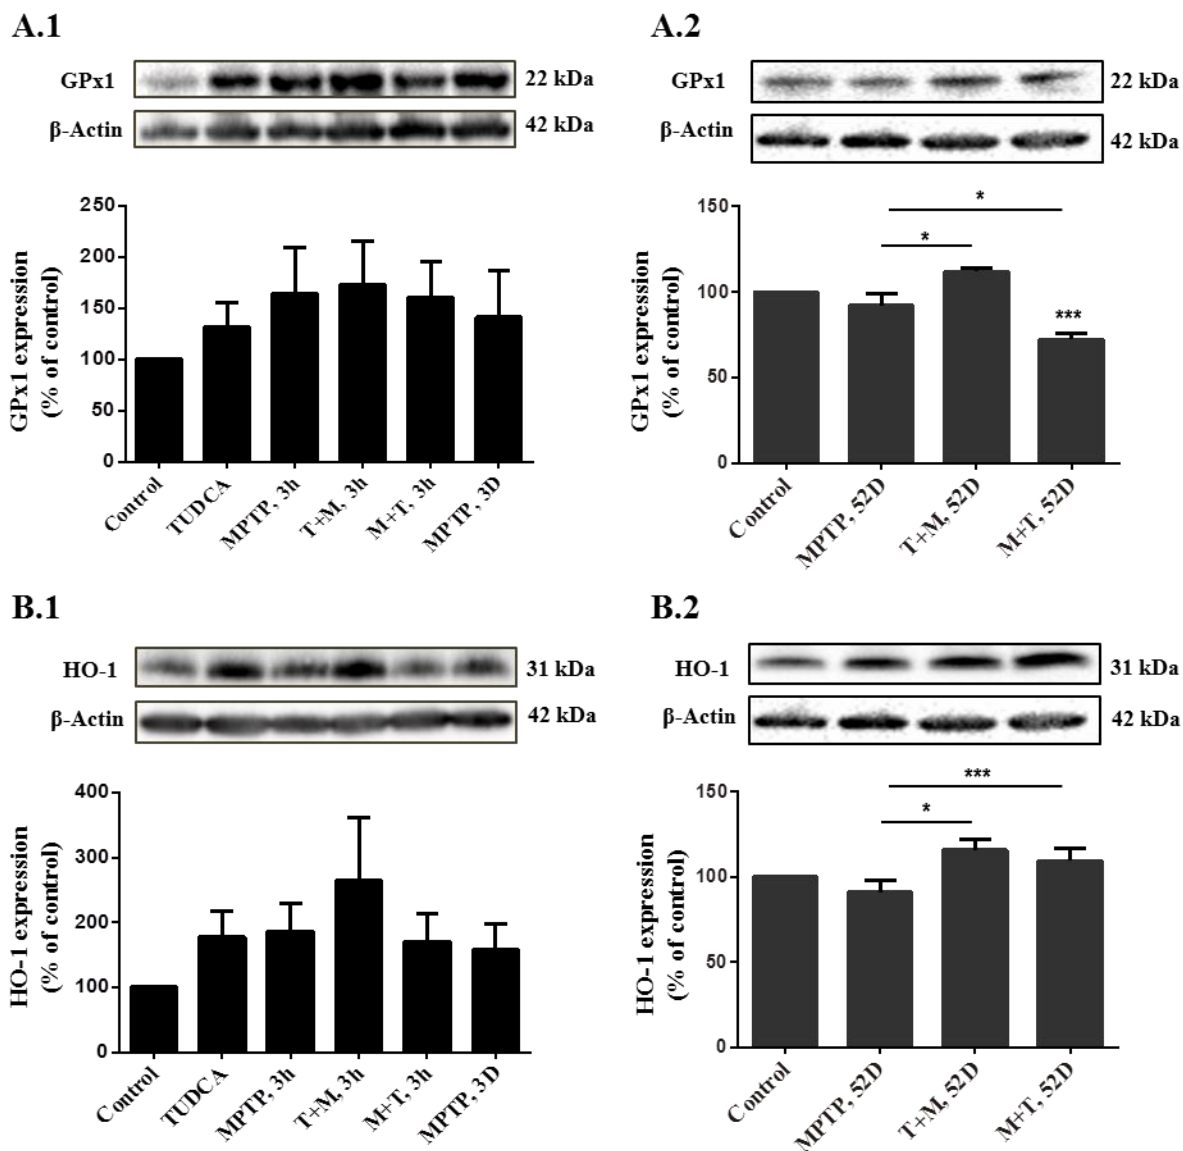 A.1
GPx1
22 kDa
β-Actin
42 kDa
GPx1 expression
(% of control)
250
200
150
100
50
0
Control
TUDCA
MPTP, 3h
T+M, 3h
M+T, 3h
MPTP, 3D
A.2
GPx1
22 kDa
β-Actin
42 kDa
GPx1 expression
(% of control)
150
100
50
0
*
*
***
Control
MPTP, 52D
T+M, 52D
M+T, 52D
B.1
HO-1
31 kDa
β-Actin
42 kDa
HO-1 expression
(% of control)
400
300
200
100
0
Control
TUDCA
MPTP, 3h
T+M, 3h
M+T, 3h
MPTP, 3D
B.2
HO-1
31 kDa
β-Actin
42 kDa
HO-1 expression
(% of control)
150
100
50
0
***
*
Control
MPTP, 52D
T+M, 52D
M+T, 52D